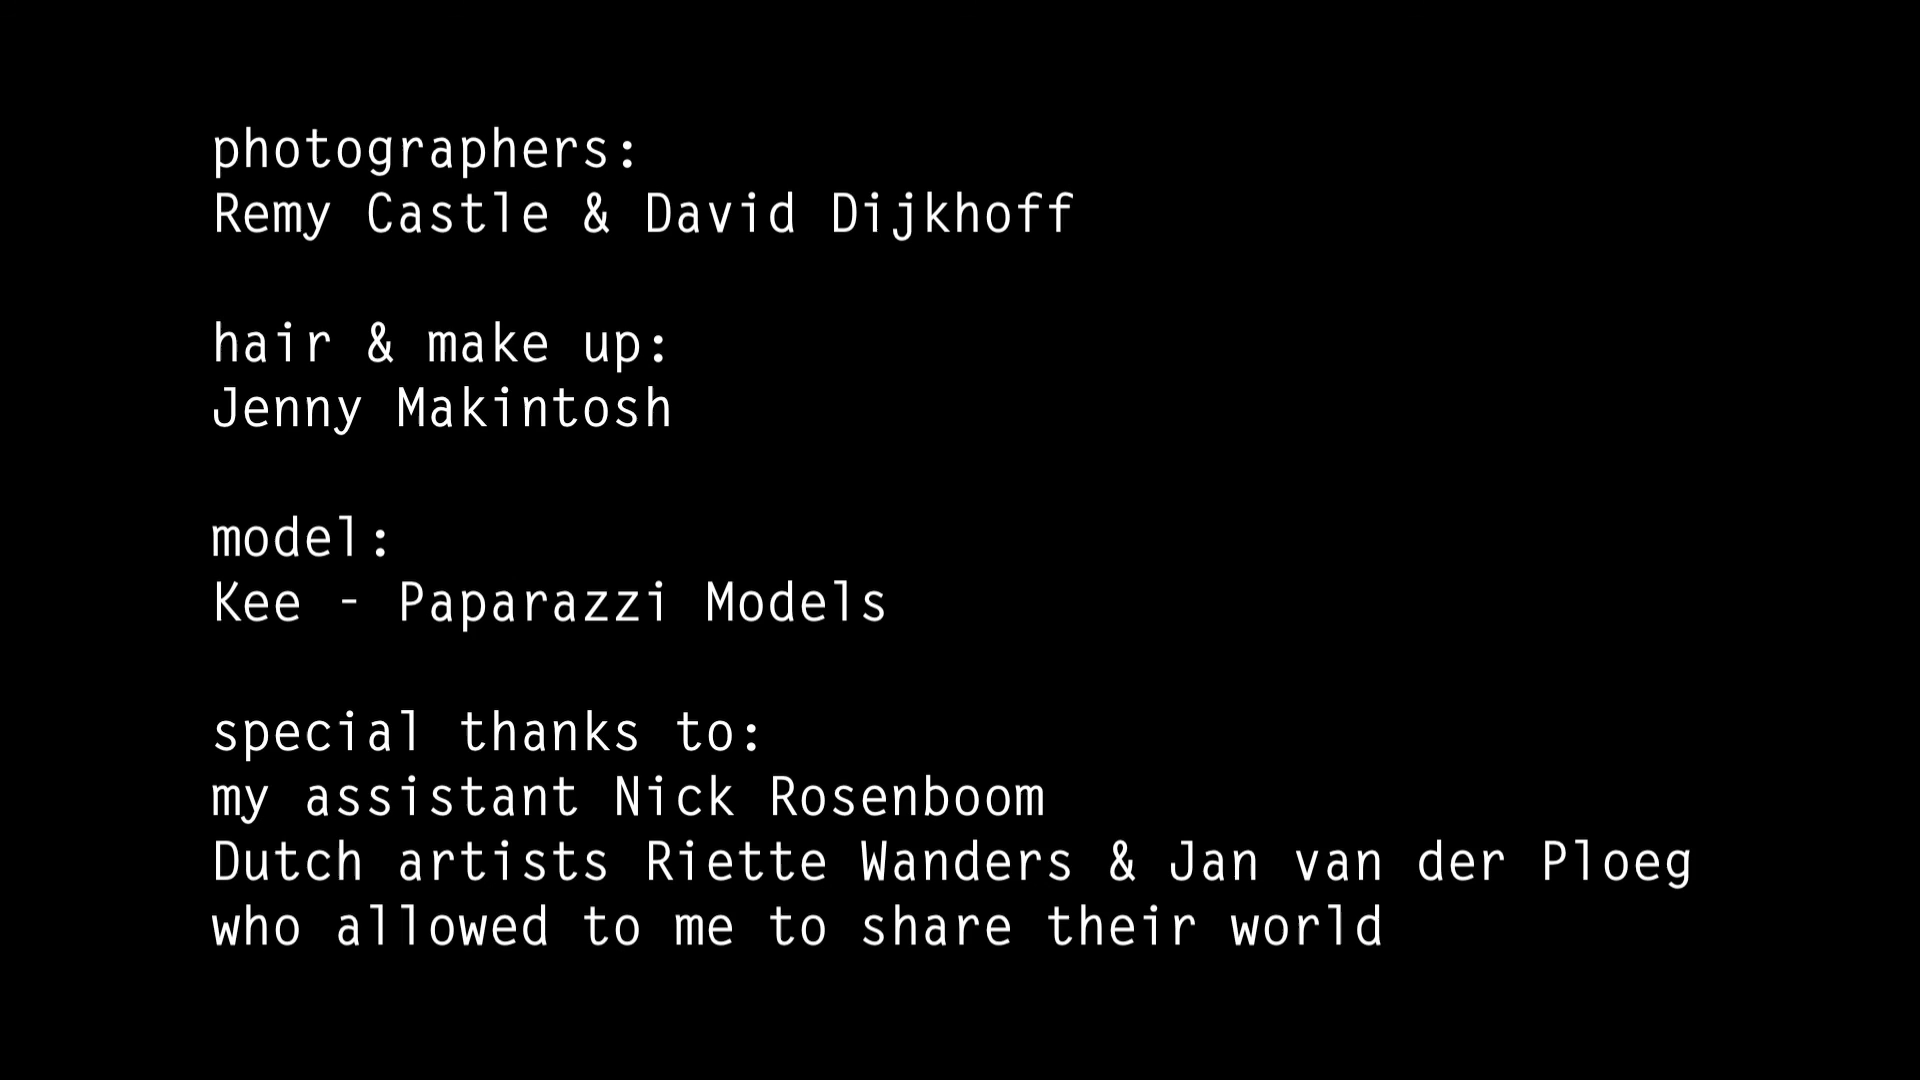 photographers:
Remy Castle & David Dijkhoff
hair & make up:
Jenny Makintosh
model:
Kee - Paparazzi Models
special thanks to:
my assistant Nick Rosenboom
Dutch artists Riette Wanders & Jan van der Ploeg
who allowed to me to share their world